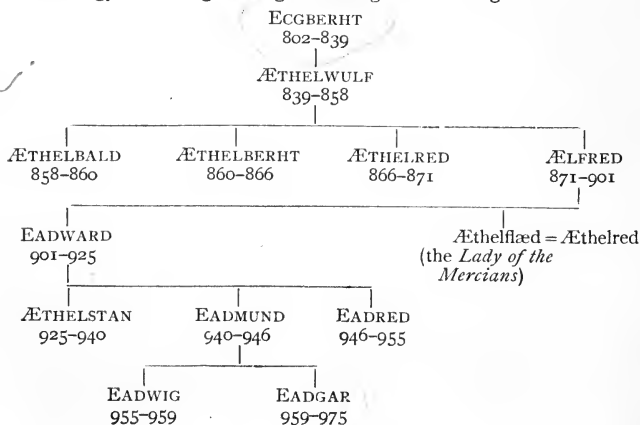 ECGBERHT
802–839
ÆTHELWULF
839–858
ÆTHELBALD ÆTHELBERHT ÆTHELRED ÆLFRED
858–860 860–866 866–871 871–901
EADWARD Æthelflæd = Æthelred
901–925 (the Lady of the
Mercians)
ÆTHELSTAN EADMUND EADRED
925–940 940–946 946–955
EADWIG EADGAR
955–959 959–975